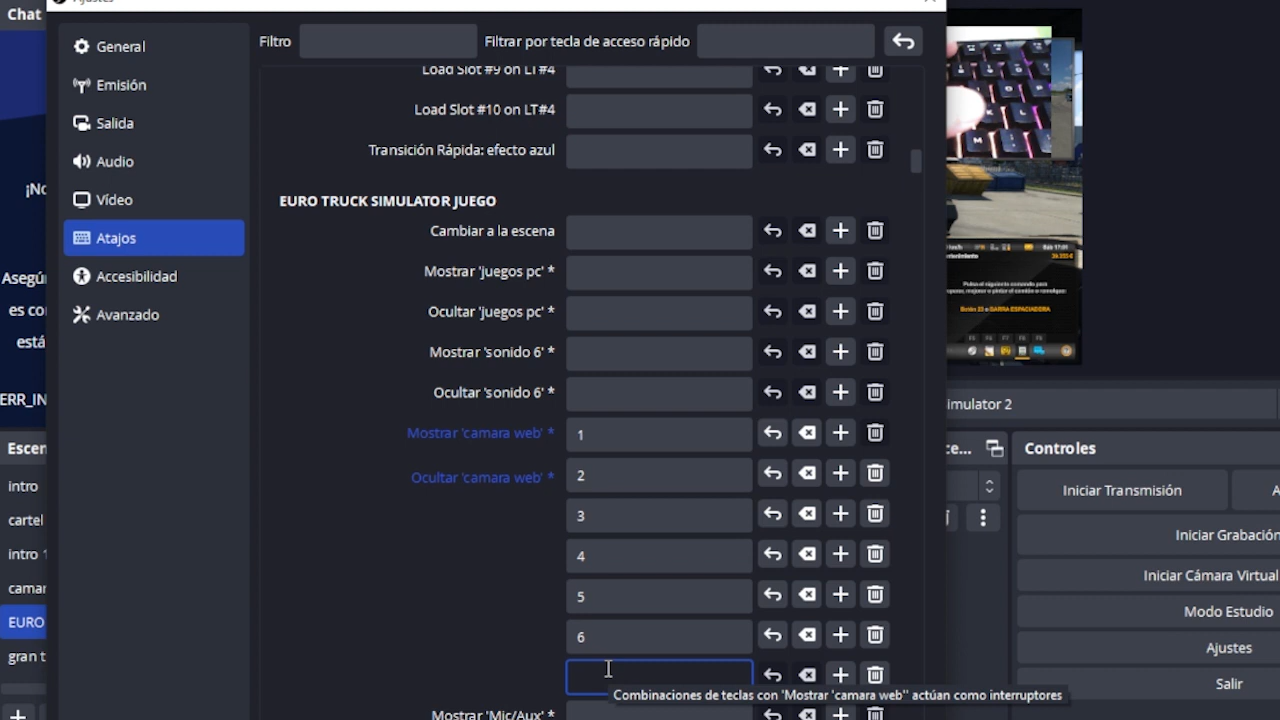 Chat
Ajustes
General
Emisión
Salida
Audio
Vídeo
Atajos
Accesibilidad
Avanzado
¡No
Asegú
es co
está
ERR_IN
Escen
intro
cartel
intro 1
camar
EURO
gran t
Filtro
Filtrar por tecla de acceso rápido
Load Slot #9 on LT#4
Load Slot #10 on LT#4
Transición Rápida: efecto azul
EURO TRUCK SIMULATOR JUEGO
Cambiar a la escena
Mostrar 'juegos pc' *
Ocultar 'juegos pc' *
Mostrar 'sonido 6' *
Ocultar 'sonido 6' *
Mostrar 'camara web' * 1
Ocultar 'camara web' * 2
3
4
5
6
Combinaciones de teclas con 'Mostrar 'camara web'' actúan como interruptores
Mostrar 'Mic/Aux' *
imulator 2
ce...
Controles
Iniciar Transmisión
A
Iniciar Grabación
Iniciar Cámara Virtual
Modo Estudio
Ajustes
Salir